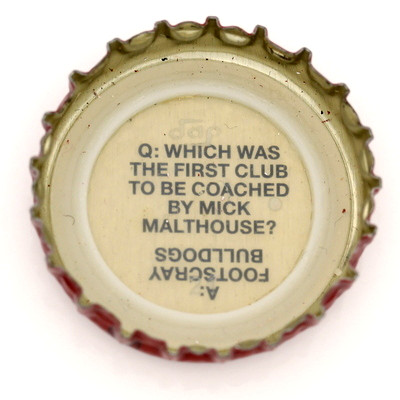 Q: WHICH WAS
THE FIRST CLUB
TO BE COACHED
BY MICK
MALTHOUSE?
A:
FOOTSCRAY
BULLDOGS